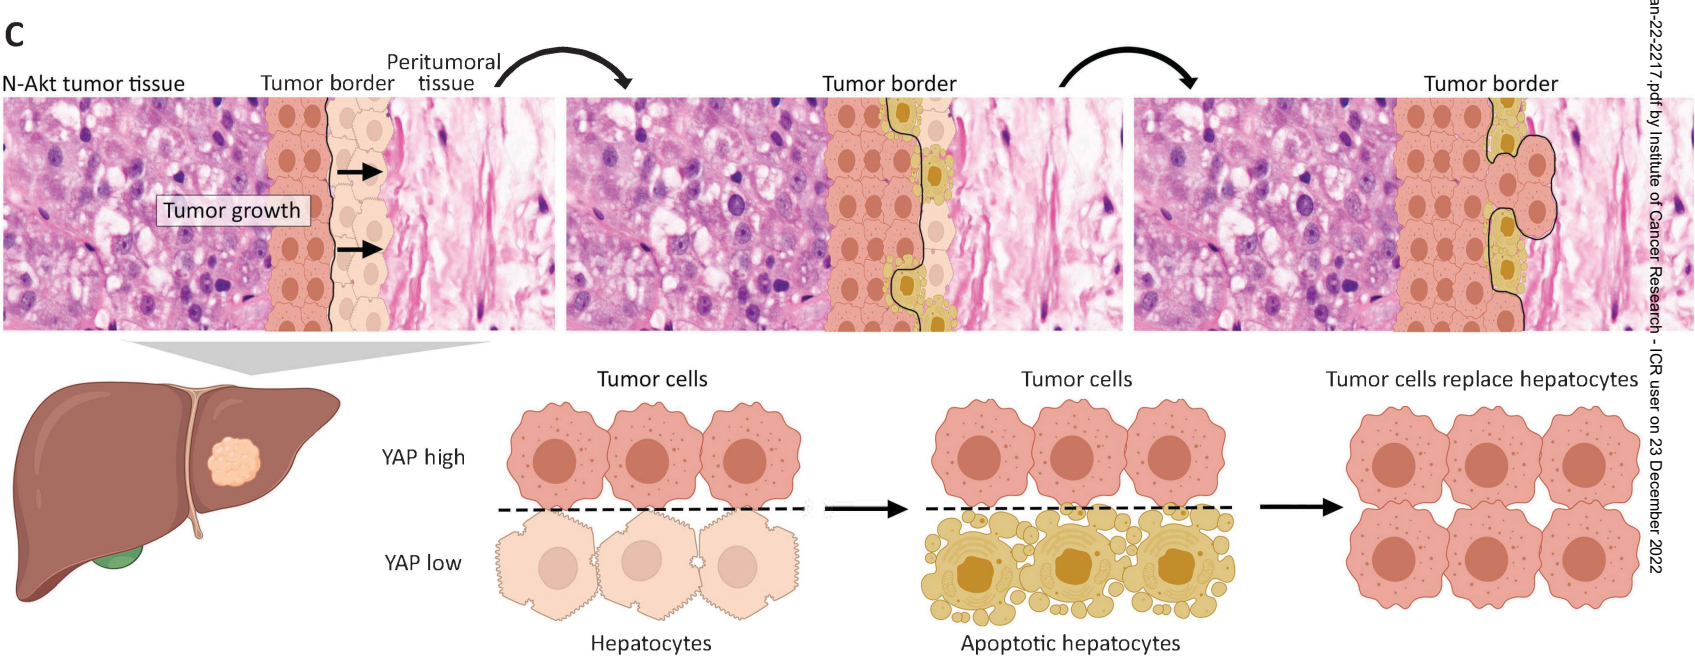 C
N-Akt tumor tissue
Tumor border
Peritumoral
tissue
Tumor border
Tumor border
Tumor growth
Tumor cells
Tumor cells
Tumor cells replace hepatocytes
YAP high
YAP low
Hepatocytes
Apoptotic hepatocytes
an-22-217.pdf by Institute of Cancer Research - ICR user on 23 December 2022